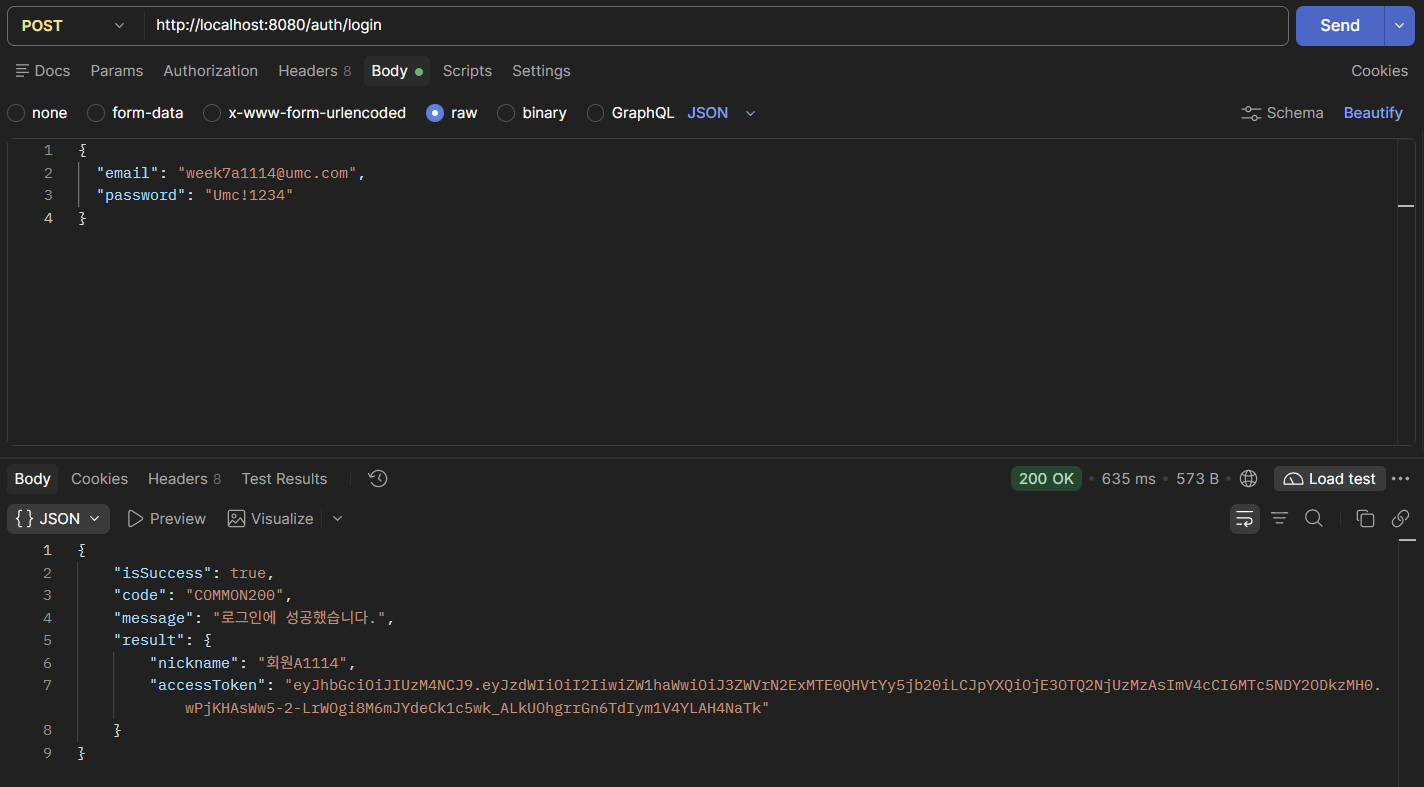 POST http://localhost:8080/auth/login Send
Docs Params Authorization Headers 8 Body Scripts Settings Cookies
none form-data x-www-form-urlencoded raw binary GraphQL JSON Schema Beautify
1 {
2 "email": "week7a1114@umc.com",
3 "password": "Umc!1234"
4 }
Body Cookies Headers 8 Test Results 200 OK • 635 ms • 573 B • Load test
{} JSON Preview Visualize
1 {
2 "isSuccess": true,
3 "code": "COMMON200",
4 "message": "로그인에 성공했습니다.",
5 "result": {
6 "nickname": "회원A1114",
7 "accessToken": "eyJhbGciOiJIUzM4NCJ9.eyJzdWIiOiI2IiwiZW1haWwiOiJ3ZWVrN2ExMTE0QHVtYy5jb20iLCJpYXQiOjE3OTQ2NjUzMzAsImV4cCI6MTc5NDY2ODkzMH0.
wPjKHAsWw5-2-LrWOgi8M6mJYdeCk1c5wk_ALkUOhgrrGn6TdIym1V4YLAH4NaTk"
8 }
9 }